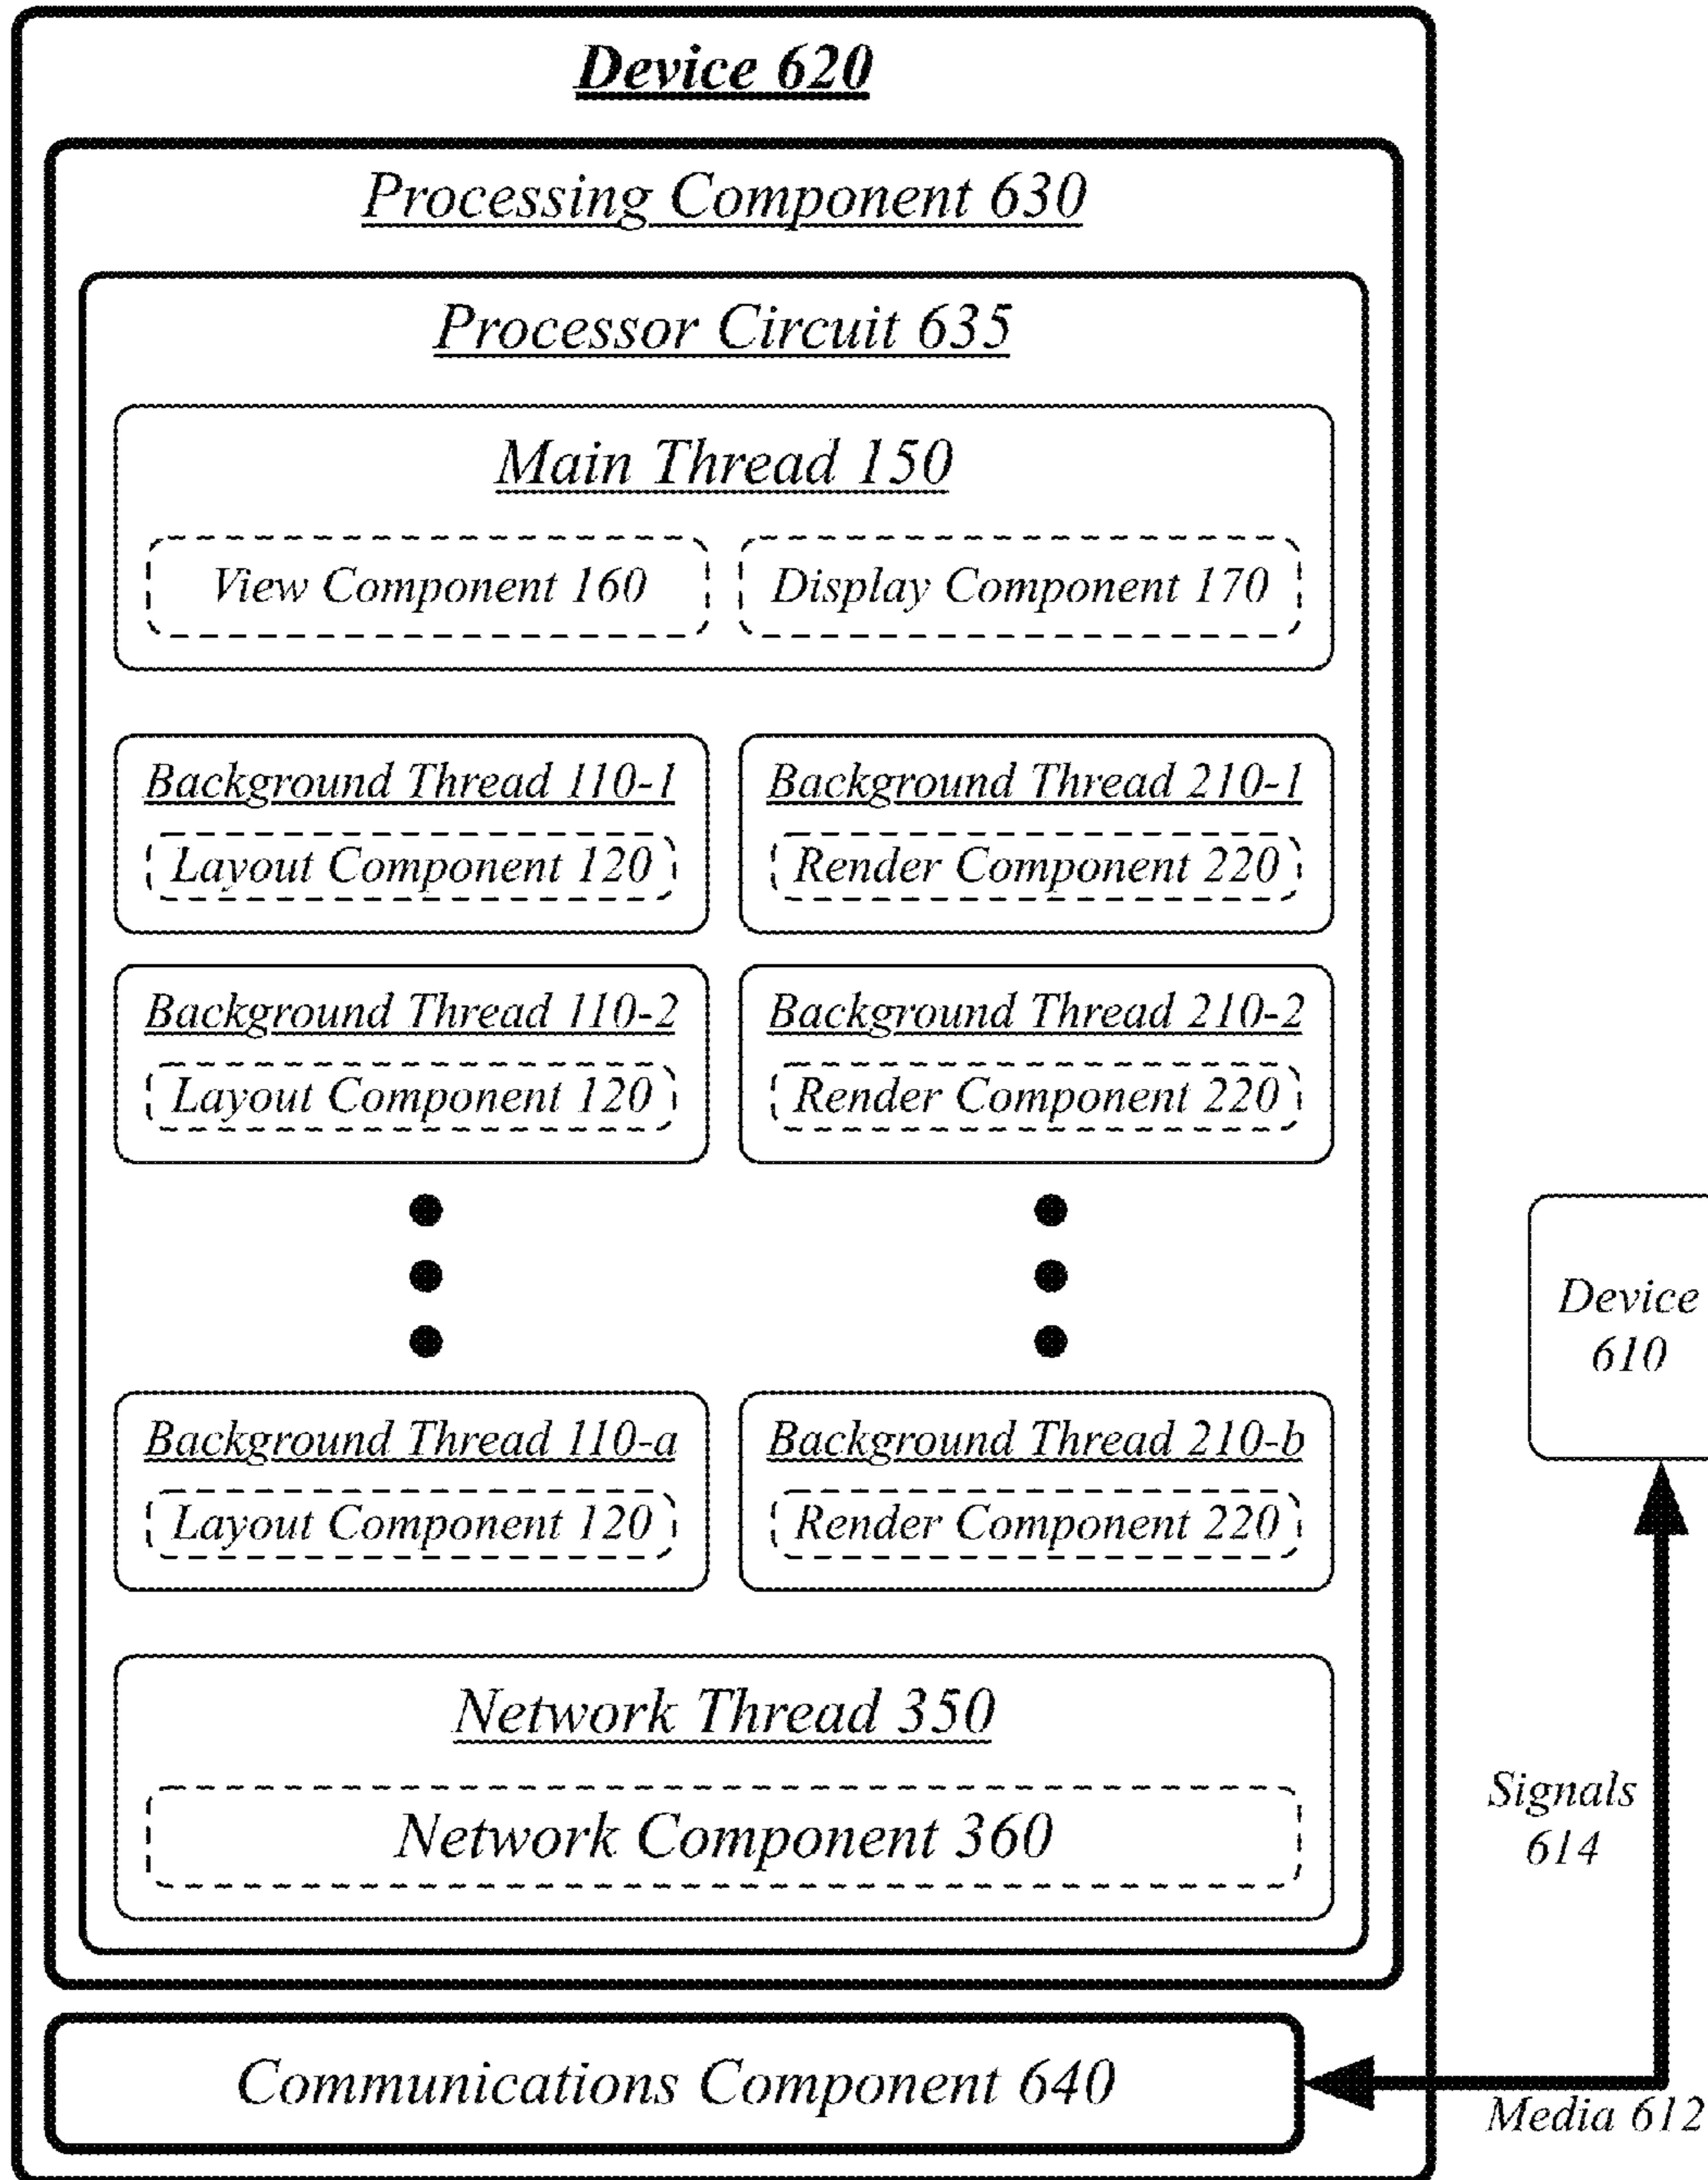 Device 620
Processing Component 630
Processor Circuit 635
Main Thread 150
View Component 160
Display Component 170
Background Thread 110-1
Layout Component 120
Background Thread 210-1
Render Component 220
Background Thread 110-2
Layout Component 120
Background Thread 210-2
Render Component 220
Background Thread 110-a
Layout Component 120
Background Thread 210-b
Render Component 220
Network Thread 350
Network Component 360
Communications Component 640
Device
610
Signals
614
Media 612